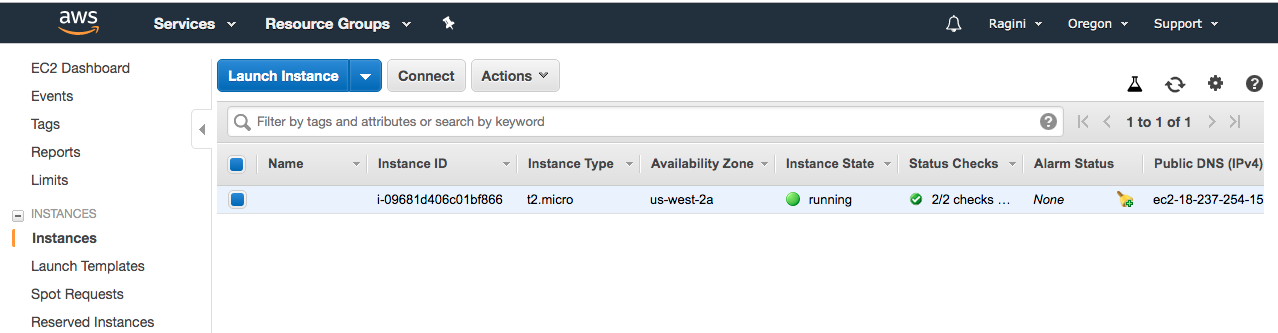 aws Services Resource Groups Ragini Oregon Support
EC2 Dashboard
Events
Tags
Reports
Limits
INSTANCES
Instances
Launch Templates
Spot Requests
Reserved Instances
Launch Instance Connect Actions
Filter by tags and attributes or search by keyword 1 to 1 of 1
Name Instance ID Instance Type Availability Zone Instance State Status Checks Alarm Status Public DNS (IPv4)
i-09681d406c01bf866 t2.micro us-west-2a running 2/2 checks ... None ec2-18-237-254-15